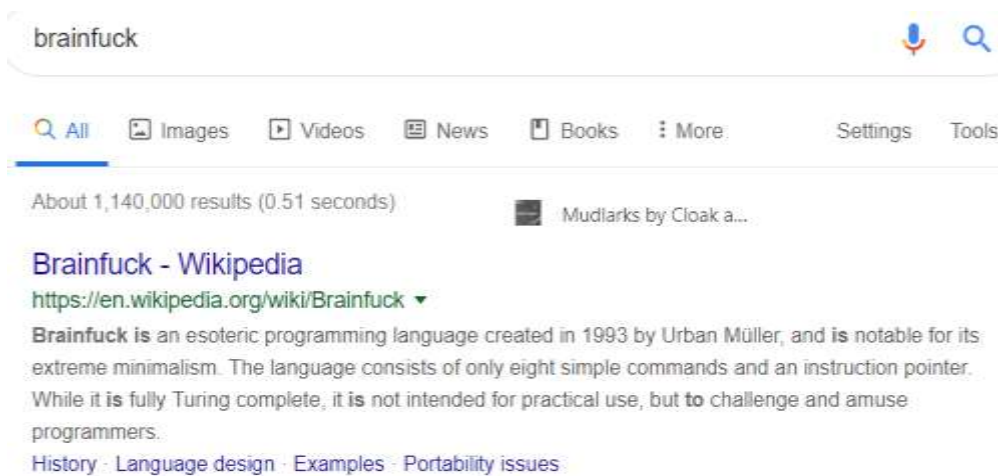 brainfuck
All Images Videos News Books More Settings Tools
About 1,140,000 results (0.51 seconds)
Mudlarks by Cloak a...
Brainfuck - Wikipedia
https://en.wikipedia.org/wiki/Brainfuck
Brainfuck is an esoteric programming language created in 1993 by Urban Müller, and is notable for its
extreme minimalism. The language consists of only eight simple commands and an instruction pointer.
While it is fully Turing complete, it is not intended for practical use, but to challenge and amuse
programmers.
History · Language design · Examples · Portability issues